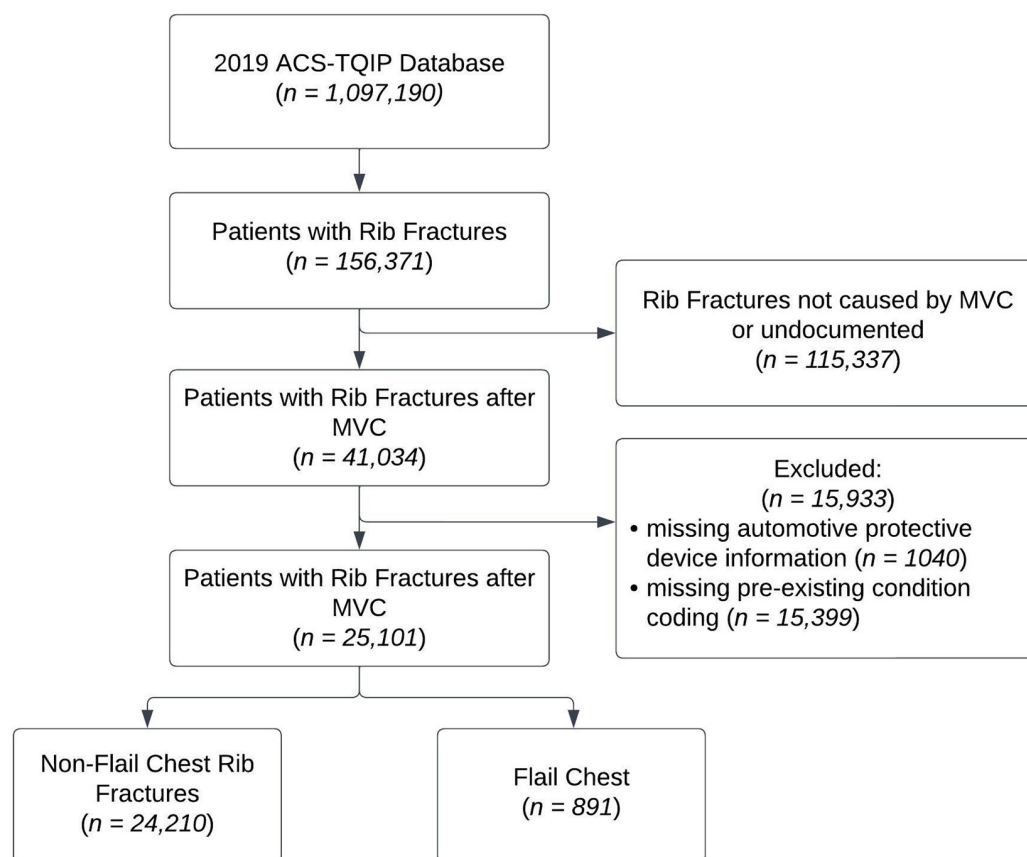 2019 ACS-TQIP Database
(n = 1,097,190)
Patients with Rib Fractures
(n = 156,371)
Rib Fractures not caused by MVC
or undocumented
(n = 115,337)
Patients with Rib Fractures after
MVC
(n = 41,034)
Excluded:
(n = 15,933)
• missing automotive protective
device information (n = 1040)
• missing pre-existing condition
coding (n = 15,399)
Patients with Rib Fractures after
MVC
(n = 25,101)
Non-Flail Chest Rib
Fractures
(n = 24,210)
Flail Chest
(n = 891)